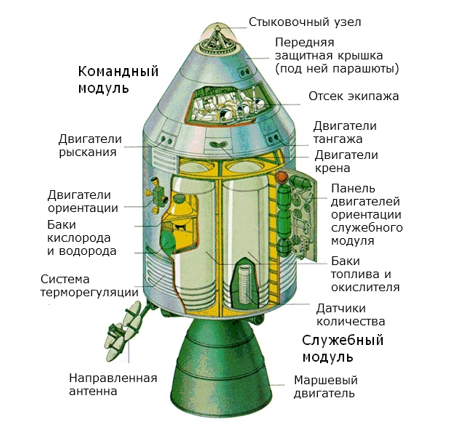 Стыковочный узел
Передняя
защитная крышка
(под ней парашюты)
Командный
модуль
Отсек экипажа
Двигатели
тангажа
Двигатели
рыскания
Двигатели
крена
Двигатели
ориентации
Панель
двигателей
ориентации
служебного
модуля
Баки
кислорода
и водорода
Баки
топлива и
окислителя
Система
терморегуляции
Датчики
количества
Служебный
модуль
Направленная
антенна
Маршевый
двигатель